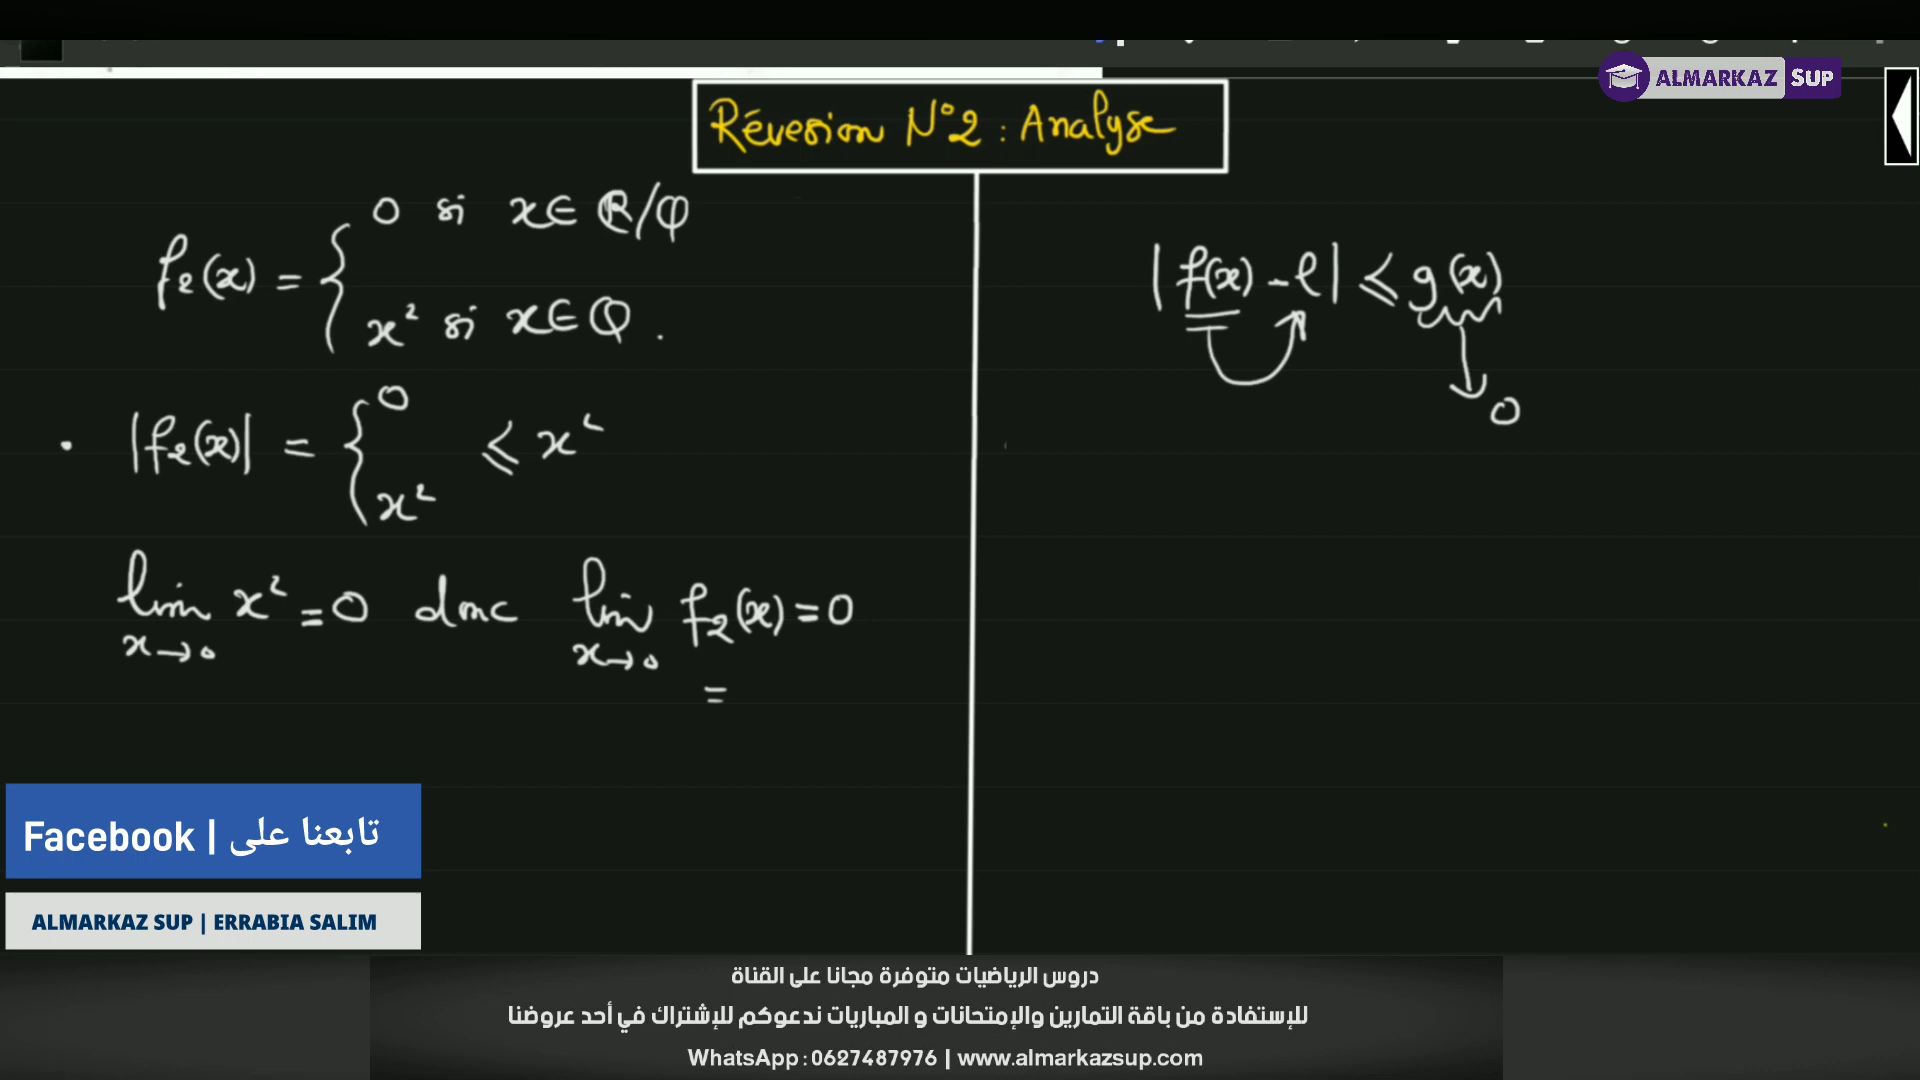 ALMARKAZ SUP
Révesion N°2 : Analyse
f₂(x) = { 0 si x ∈ ℝ/ℚ
x² si x ∈ ℚ .
• |f₂(x)| = { 0
x² ⩽ x²
lim x→0 x² = 0 donc lim x→0 f₂(x) = 0
=
|f(x) - ℓ| ⩽ g(x)
0
Facebook | تابعنا على
ALMARKAZ SUP | ERRABIA SALIM
دروس الرياضيات متوفرة مجانا على القناة
للإستفادة من باقة التمارين والإمتحانات و المباريات ندعوكم للإشتراك في أحد عروضنا
WhatsApp : 0627487976 | www.almarkazsup.com